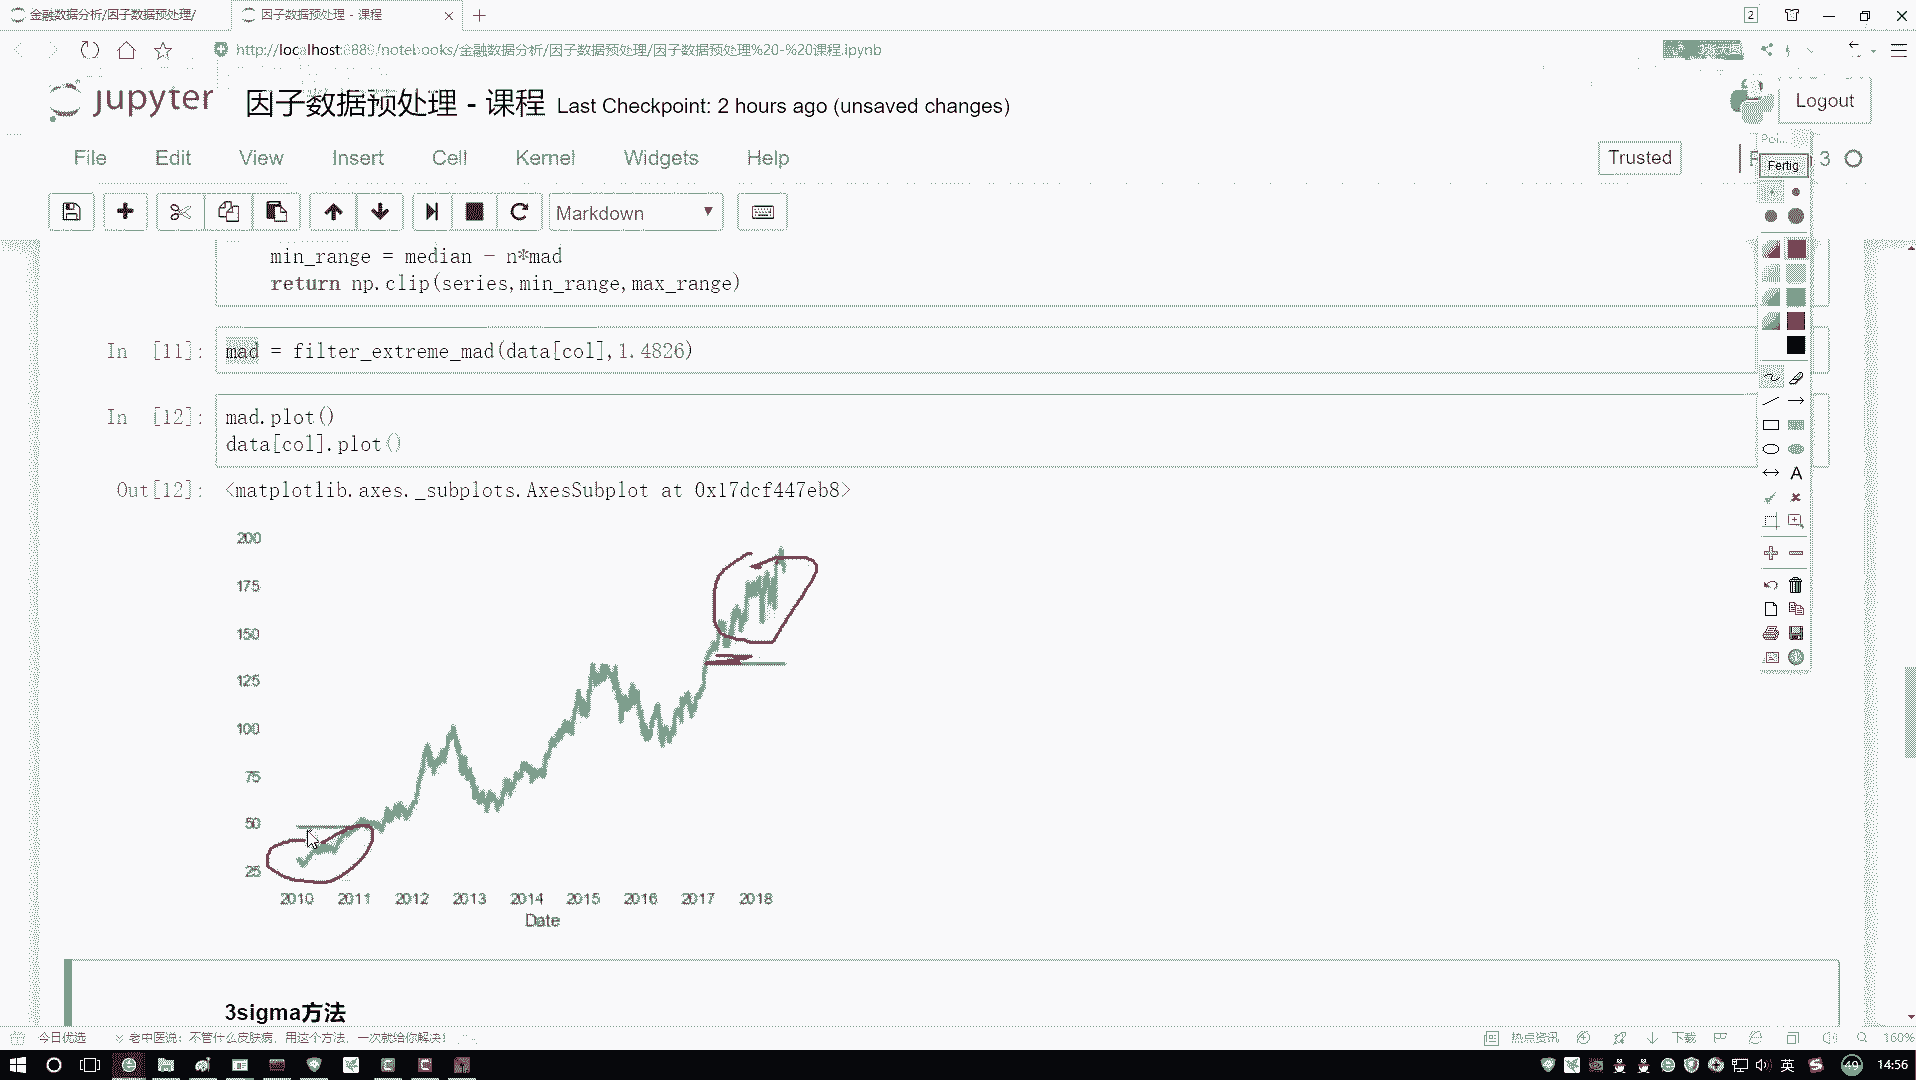 金融数据分析/因子数据预处理/
因子数据预处理 - 课程
2
http://localhost:8889/notebooks/金融数据分析/因子数据预处理/因子数据预处理%20-%20课程.ipynb
jupyter
因子数据预处理 - 课程
Last Checkpoint: 2 hours ago (unsaved changes)
Logout
File
Edit
View
Insert
Cell
Kernel
Widgets
Help
Trusted
3
Fertig
Markdown
min_range = median - n*mad
return np.clip(series,min_range,max_range)
In [11]:
mad = filter_extreme_mad(data[col],1.4826)
In [12]:
mad.plot()
data[col].plot()
Out[12]:
<matplotlib.axes._subplots.AxesSubplot at 0x17dcf447eb8>
200
175
150
125
100
75
50
25
2010 2011 2012 2013 2014 2015 2016 2017 2018
Date
A
3sigma方法
今日优选
老中医说：不管什么皮肤病，用这个方法，一次就给你解决！
热点资讯
下载
160%
英
49
14:56